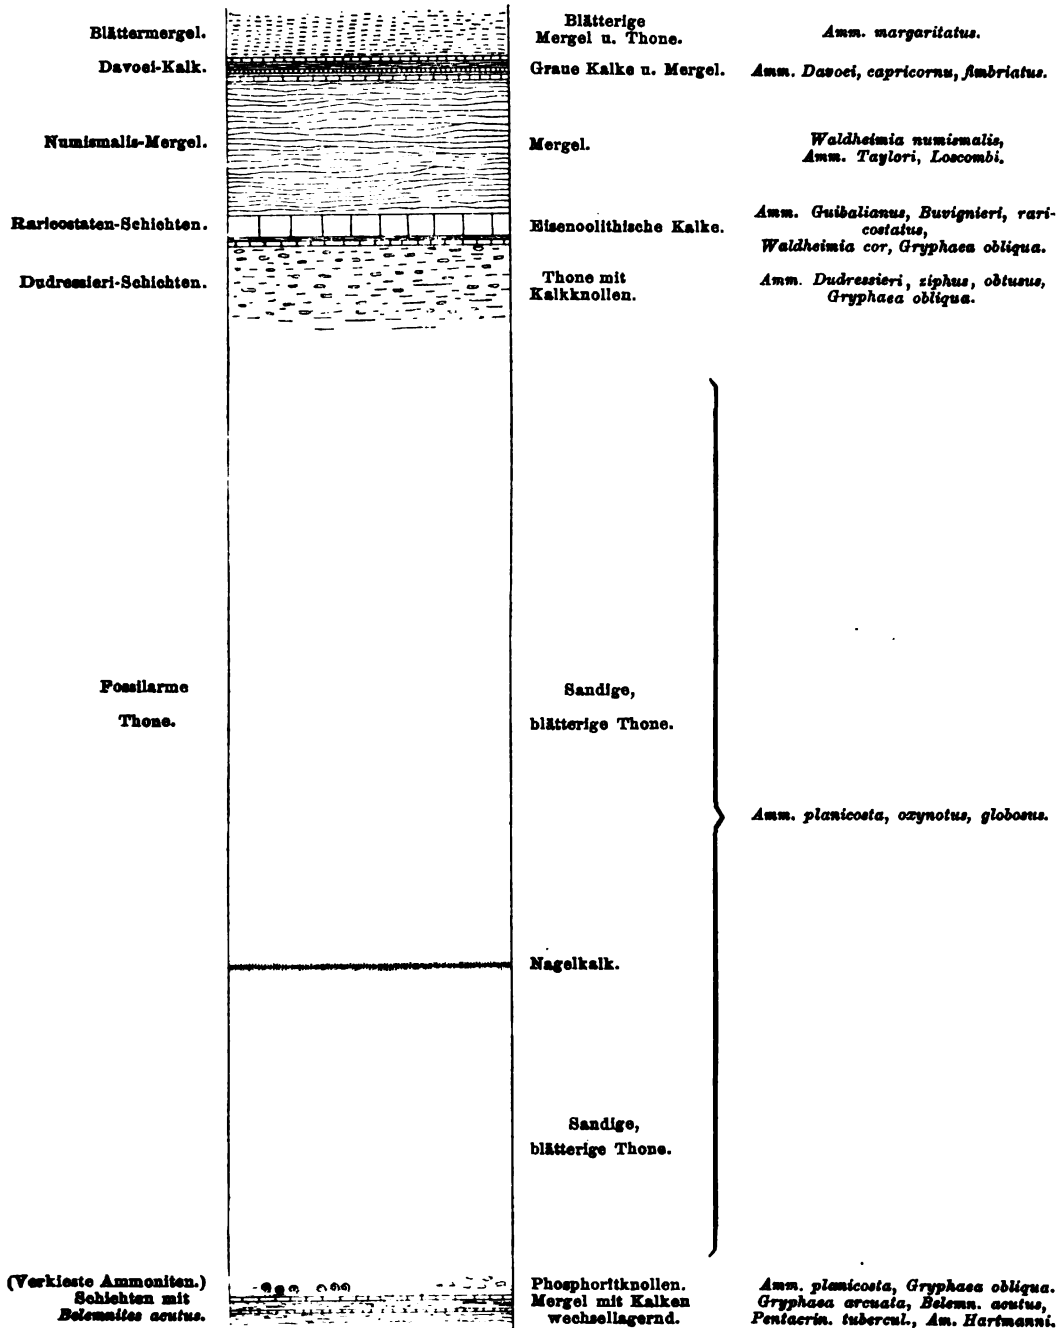 Blättermergel.
Blätterige
Mergel u. Thone.
Amm. margaritatus.
Davoei-Kalk.
Graue Kalke u. Mergel.
Amm. Davoei, capricornu, fimbriatus.
Numismalis-Mergel.
Mergel.
Waldheimia numismalis,
Amm. Taylori, Loscombi.
Raricostaten-Schichten.
Eisenoolithische Kalke.
Amm. Guibalianus, Buvignieri, rari-
costatus,
Waldheimia cor, Gryphaea obliqua.
Dudressieri-Schichten.
Thone mit
Kalkknollen.
Amm. Dudressieri, ziphus, obtusus,
Gryphaea obliqua.
Fossilarme
Thone.
Sandige,
blätterige Thone.
Amm. planicosta, oxynotus, globosus.
Nagelkalk.
Sandige,
blätterige Thone.
(Verkieste Ammoniten.)
Schichten mit
Belemnites acutus.
Phosphoritknollen.
Mergel mit Kalken
wechsellagernd.
Amm. planicosta, Gryphaea obliqua.
Gryphaea arcuata, Belemn. acutus,
Pentacrin. tubercul., Am. Hartmanni.